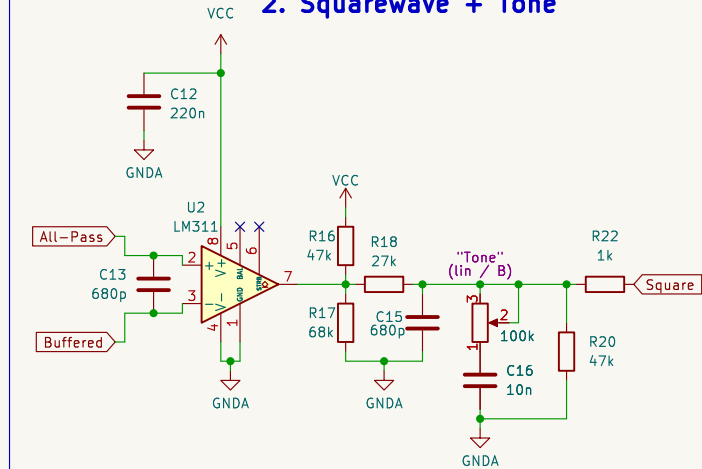 2. Squarewave + Tone
VCC
C12
220n
GNDA
U2
LM311
All-Pass
C13
680p
Buffered
2
3
8
5
6
7
4
1
+
-
V+
V-
BAL
STRB
GND
GNDA
VCC
R16
47k
R18
27k
R17
68k
C15
680p
GNDA
"Tone"
(lin / B)
3
2
1
100k
C16
10n
GNDA
R22
1k
Square
R20
47k